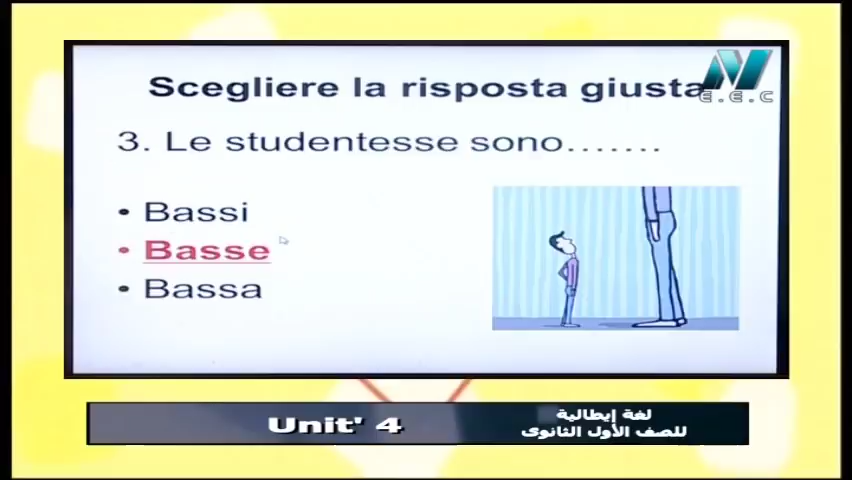 Scegliere la risposta giusta
E.E.C
3. Le studentesse sono.......
• Bassi
• Basse
• Bassa
Unit' 4
لغة إيطالية
للصف الأول الثانوى